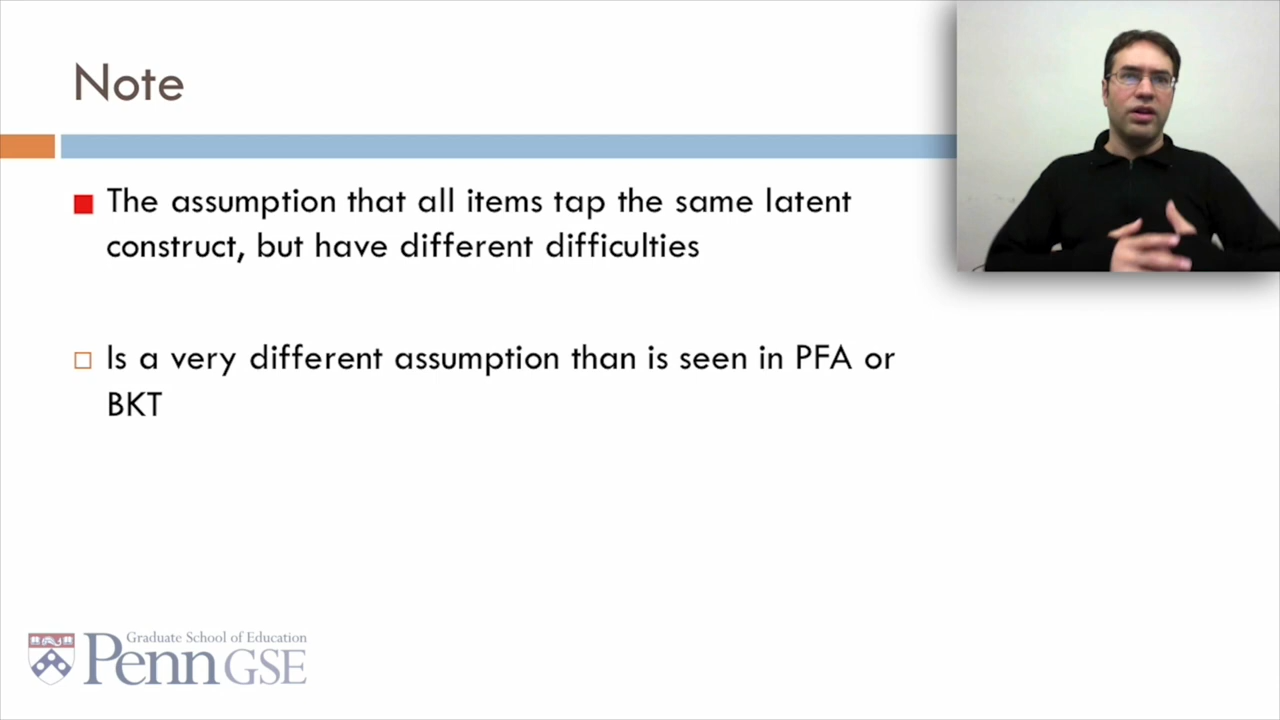 Note
The assumption that all items tap the same latent
construct, but have different difficulties
Is a very different assumption than is seen in PFA or
BKT
Graduate School of Education
Penn GSE